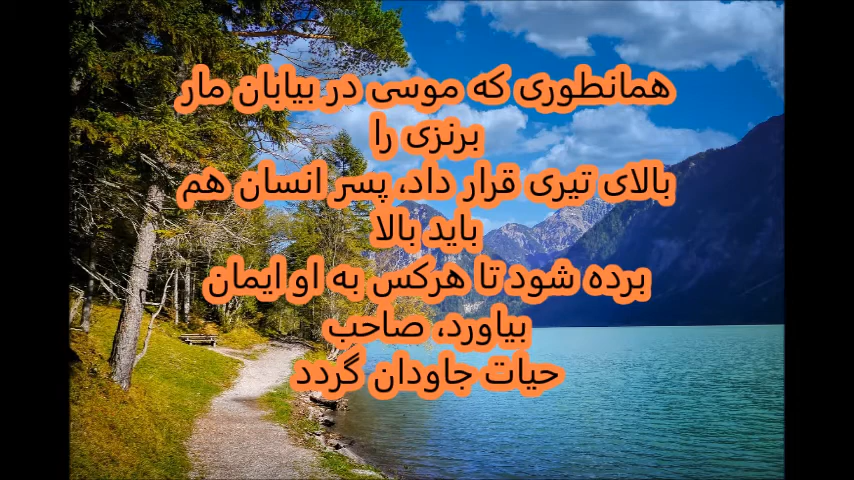 همانطوری که موسی در بیابان مار
برنزی را
بالای تیری قرار داد، پسر انسان هم
باید بالا
برده شود تا هرکس به او ایمان
بیاورد، صاحب
حیات جاودان گردد